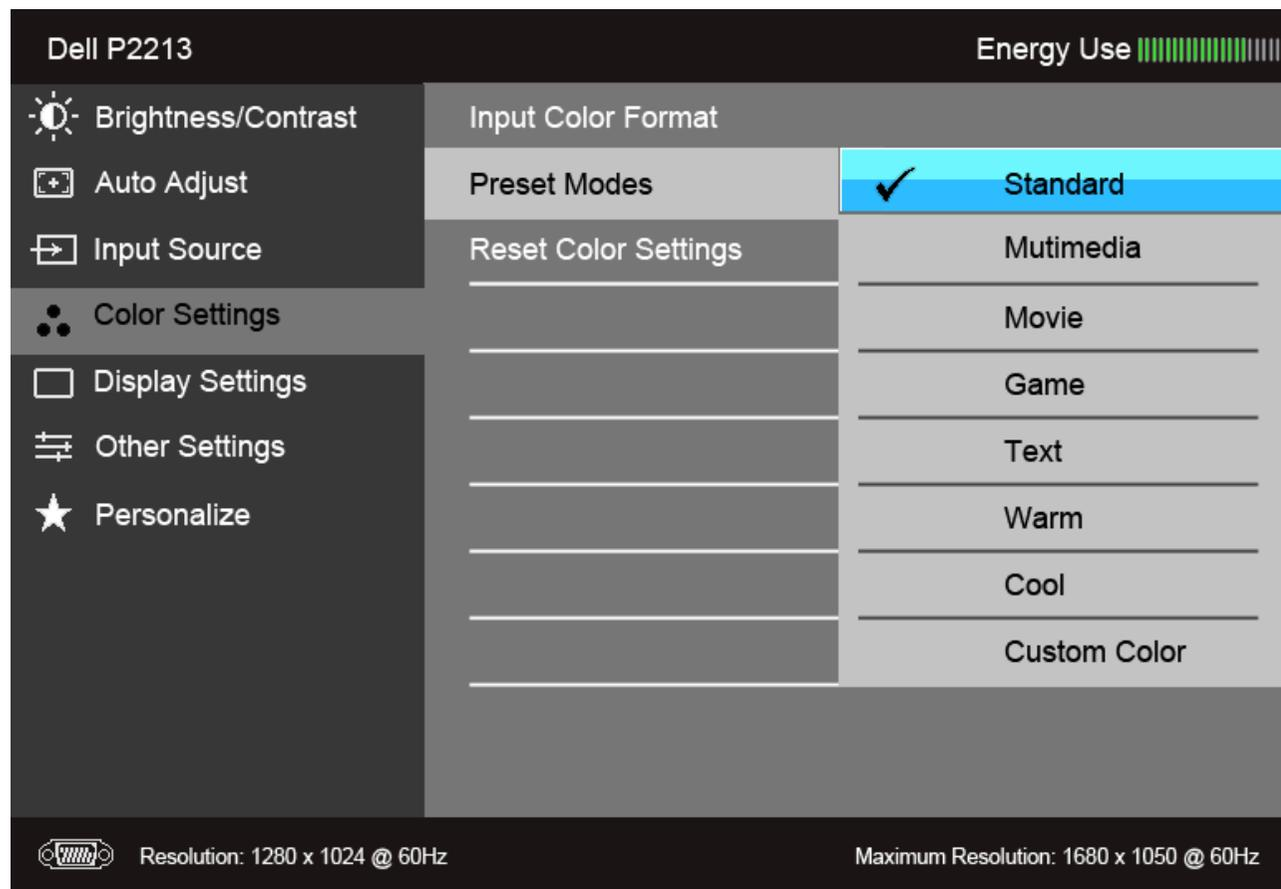 Dell P2213
Energy Use
Brightness/Contrast
Auto Adjust
Input Source
Color Settings
Display Settings
Other Settings
Personalize
Input Color Format
Preset Modes
Reset Color Settings
Standard
Mutimedia
Movie
Game
Text
Warm
Cool
Custom Color
Resolution: 1280 x 1024 @ 60Hz
Maximum Resolution: 1680 x 1050 @ 60Hz